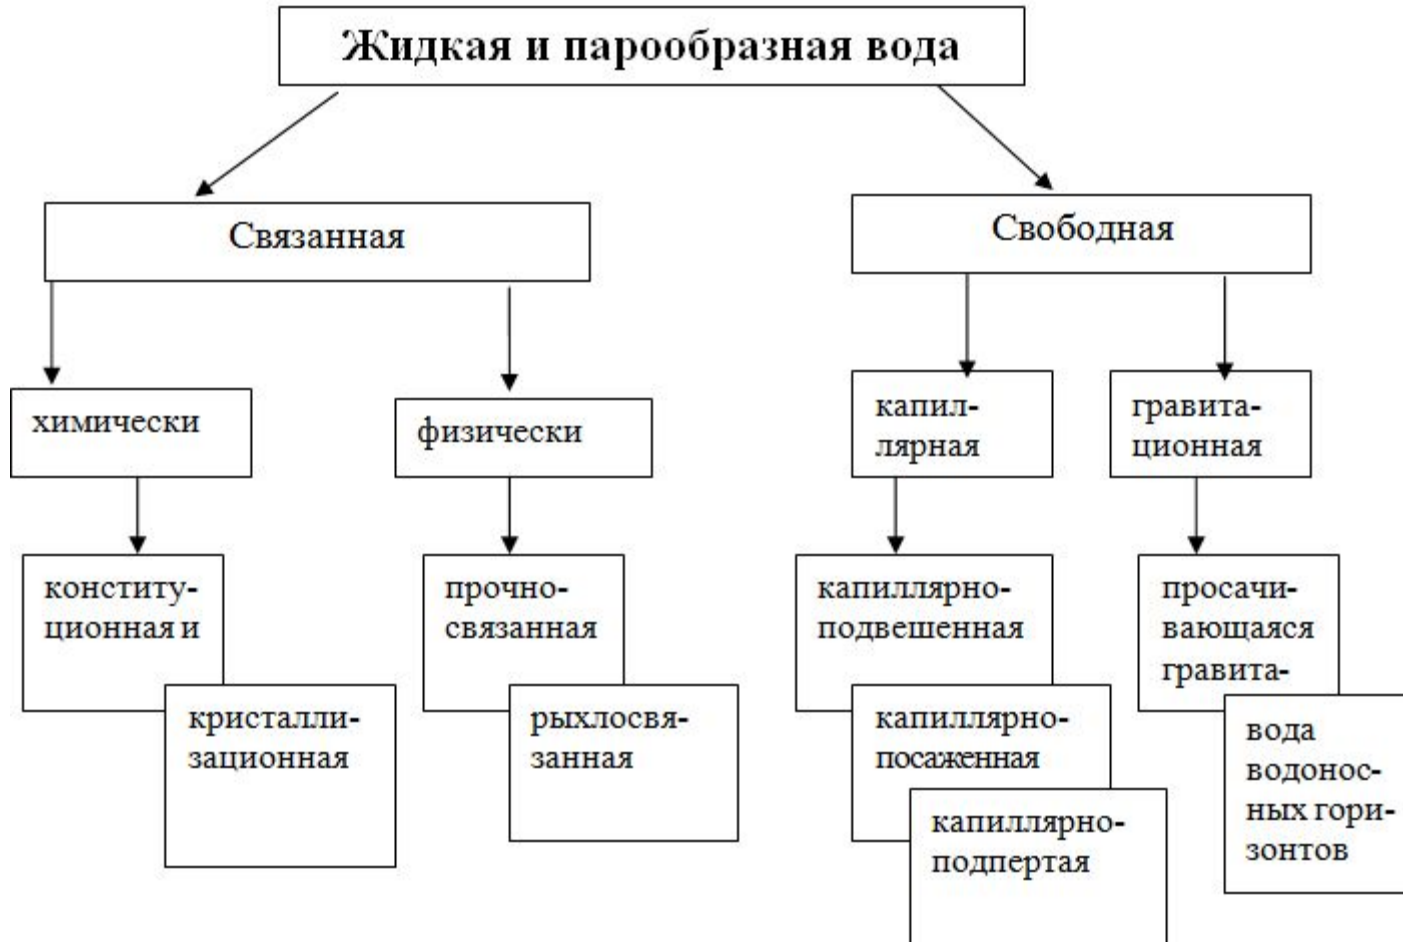 Жидкая и парообразная вода
Связанная
Свободная
химически
физически
капил-
лярная
гравита-
ционная
конститу-
ционная и
кристалли-
зационная
прочно-
связанная
рыхлосвя-
занная
капиллярно-
подвешенная
капиллярно-
посаженная
капиллярно-
подпертая
просачи-
вающаяся
гравита-
вода
водонос-
ных гори-
зонтов